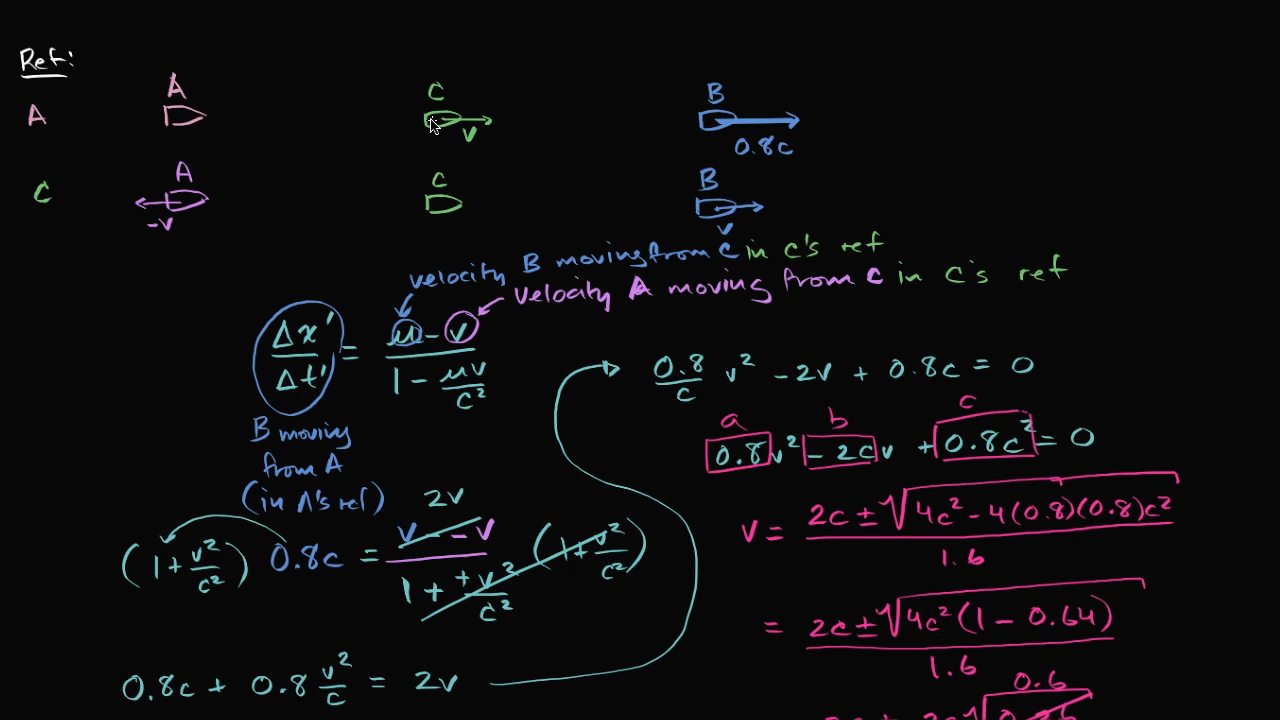 Ref:
A A C B
v 0.8c
C A C B
-v v
velocity B moving from C in C's ref
velocity A moving from C in C's ref
Δx'/Δt' = (μ - v)/(1 - μv/c²)
B moving
from A
(in A's ref)
2v
(1 + v²/c²) 0.8c = (v - -v)/(1 + +v²/c²) (1 + v²/c²)
0.8c + 0.8 v²/c = 2v
0.8/c v² - 2v + 0.8c = 0
a b c
0.8v² - 2cv + 0.8c² = 0
v = (2c ± √(4c² - 4(0.8)(0.8)c²))/1.6
= (2c ± √(4c²(1 - 0.64)))/1.6
0.6